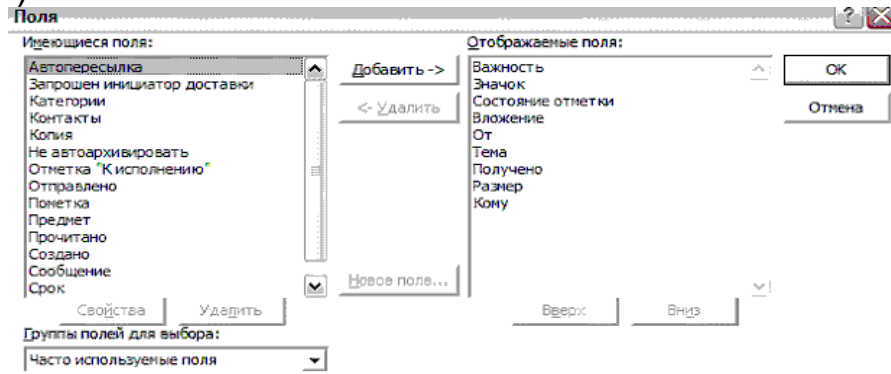 Поля
Имеющиеся поля:
Отображаемые поля:
Автопересылка
Запрошен инициатор доставки
Категории
Контакты
Копия
Не автоархивировать
Отметка "К исполнению"
Отправлено
Пометка
Предмет
Прочитано
Создано
Сообщение
Срок
Добавить ->
<- Удалить
Новое поле...
Важность
Значок
Состояние отметки
Вложение
От
Тема
Получено
Размер
Кому
OK
Отмена
Свойства
Удалить
Вверх
Вниз
Группы полей для выбора:
Часто используемые поля